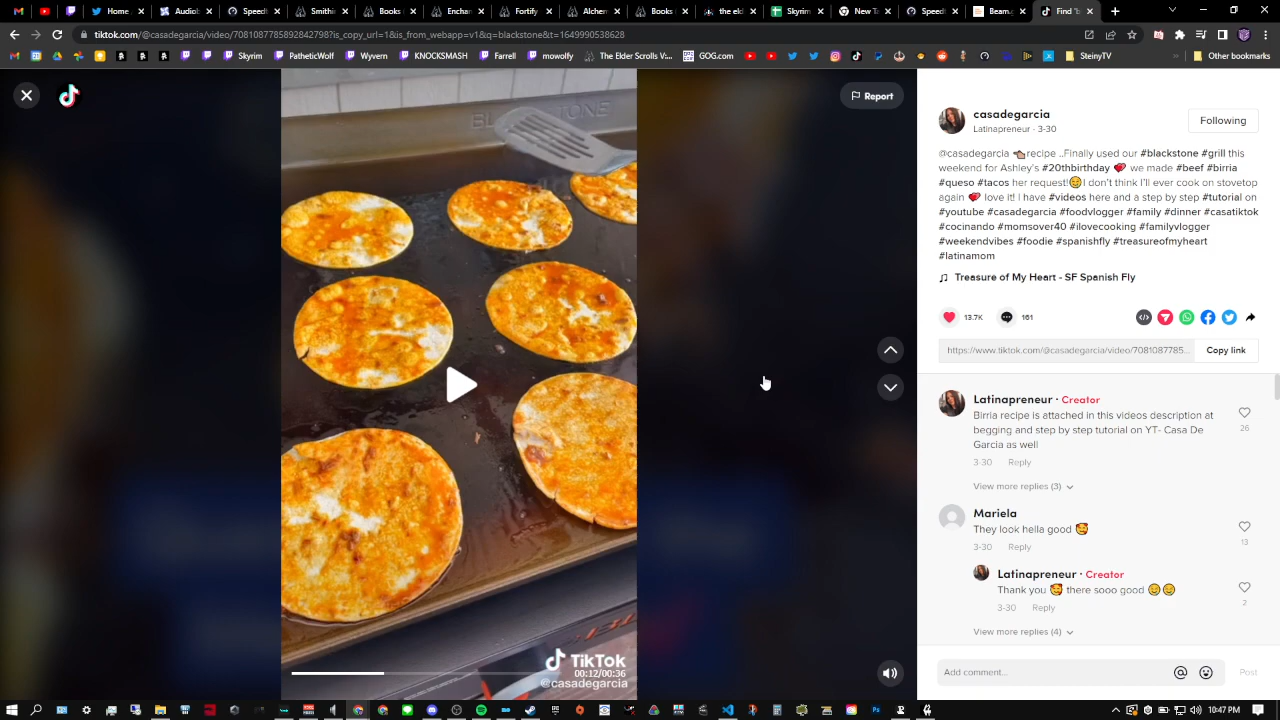 Home
Audiob
Speedr
Smithin
Books
Enchan
Fortify
Alchem
Books
the eld
Skyrim
New Ta
Speedr
Beam.c
Find 'b
tiktok.com/@casadegarcia/video/7081087785892842798?is_copy_url=1&is_from_webapp=v1&q=blackstone&t=1649990538628
Skyrim
PatheticWolf
Wyvern
KNOCKSMASH
Farrell
mowolfy
The Elder Scrolls V...
GOG.com
SteinyTV
Other bookmarks
Report
casadegarcia
Latinapreneur · 3-30
Following
@casadegarcia 👈🏽recipe ..Finally used our #blackstone #grill this
weekend for Ashley's #20thbirthday 💝 we made #beef #birria
#queso #tacos her request!😋I don't think I'll ever cook on stovetop
again 💝 love it! I have #videos here and a step by step #tutorial on
#youtube #casadegarcia #foodvlogger #family #dinner #casatiktok
#cocinando #momsover40 #ilovecooking #familyvlogger
#weekendvibes #foodie #spanishfly #treasureofmyheart
#latinamom
Treasure of My Heart - SF Spanish Fly
13.7K
161
https://www.tiktok.com/@casadegarcia/video/7081087785...
Copy link
Latinapreneur · Creator
Birria recipe is attached in this videos description at
begging and step by step tutorial on YT- Casa De
Garcia as well
26
3-30 Reply
View more replies (3)
Mariela
They look hella good 🥰
13
3-30 Reply
Latinapreneur · Creator
Thank you 🥰 there sooo good 😊😊
2
3-30 Reply
View more replies (4)
Add comment...
Post
TikTok
00:12/00:36
@casadegarcia
10:47 PM